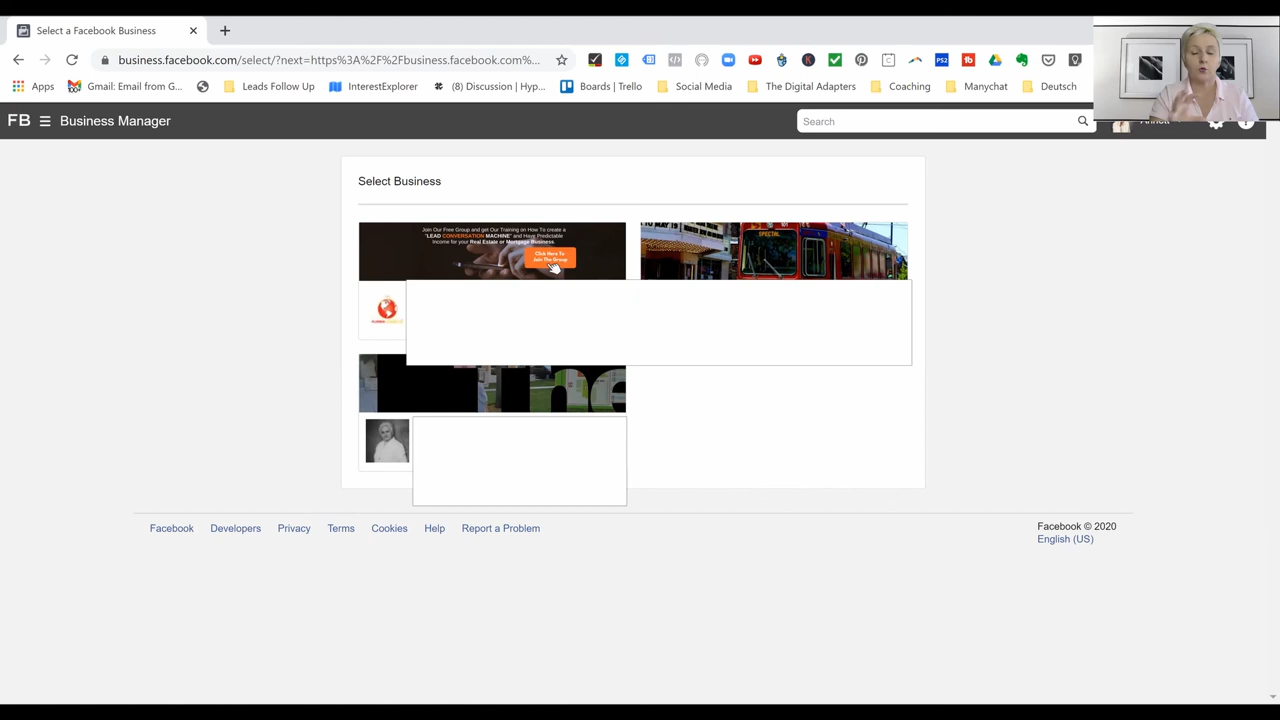 Select a Facebook Business
business.facebook.com/select/?next=https%3A%2F%2Fbusiness.facebook.com%...
Apps
Gmail: Email from G...
Leads Follow Up
InterestExplorer
(8) Discussion | Hyp...
Boards | Trello
Social Media
The Digital Adapters
Coaching
Manychat
Deutsch
FB
Business Manager
Search
Select Business
Join Our Free Group and get Our Training on How To create a
"LEAD CONVERSATION MACHINE" and Have Predictable
Income for your Real Estate or Mortgage Business.
Click Here To
Join The Group
SPECIAL
Facebook
Developers
Privacy
Terms
Cookies
Help
Report a Problem
Facebook © 2020
English (US)